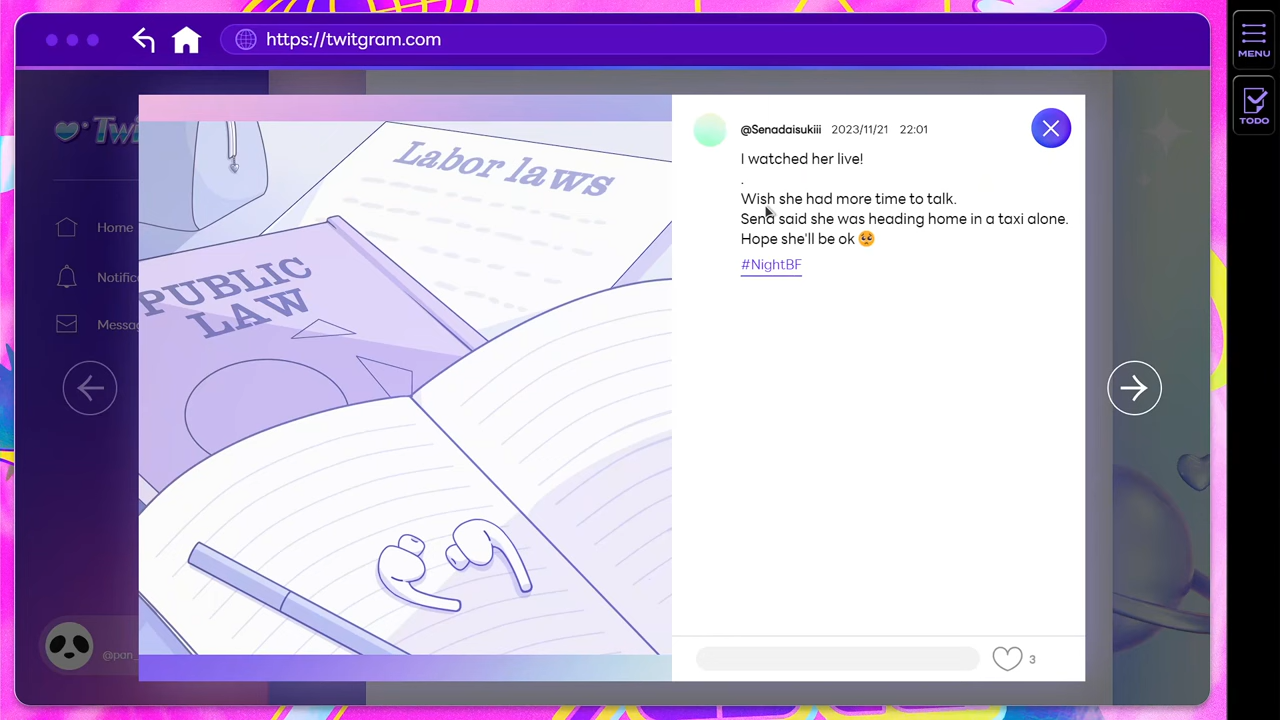 https://twitgram.com
MENU
TODO
Home
Messa
@pan_
Labor laws
PUBLIC
LAW
@Senadaisukiii 2023/11/21 22:01
I watched her live!
.
Wish she had more time to talk.
Sena said she was heading home in a taxi alone.
Hope she'll be ok 🥺
#NightBF
3